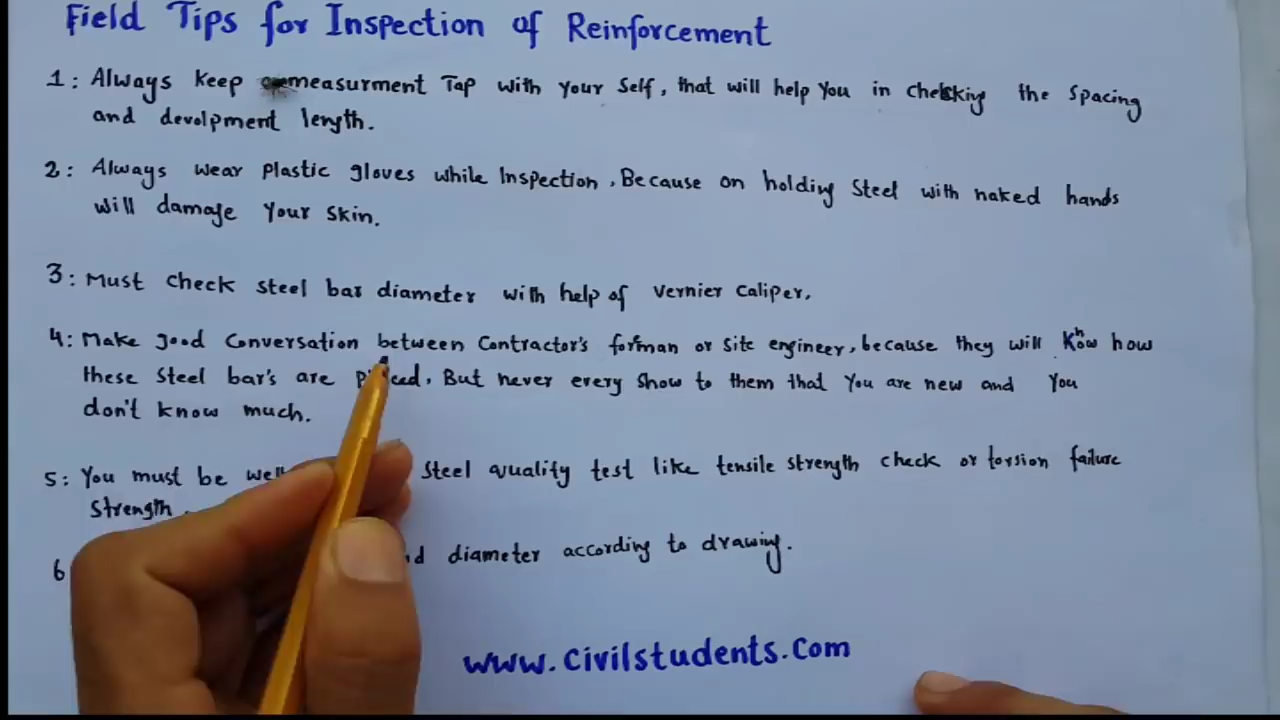 Field Tips for Inspection of Reinforcement
1: Always keep measurment Tap with your self, that will help you in checking the spacing
and devolpment length.
2: Always wear plastic gloves while Inspection, Because on holding steel with naked hands
will damage your skin.
3: Must check steel bar diameter with help of vernier caliper.
4: Make good conversation between contractor's forman or site engineer, because they will know how
these steel bar's are But never every show to them that you are new and you
don't know much.
5: You must be steel quality test like tensile strength check or torsion failure
strength
6 diameter according to drawing.
www.civilstudents.com